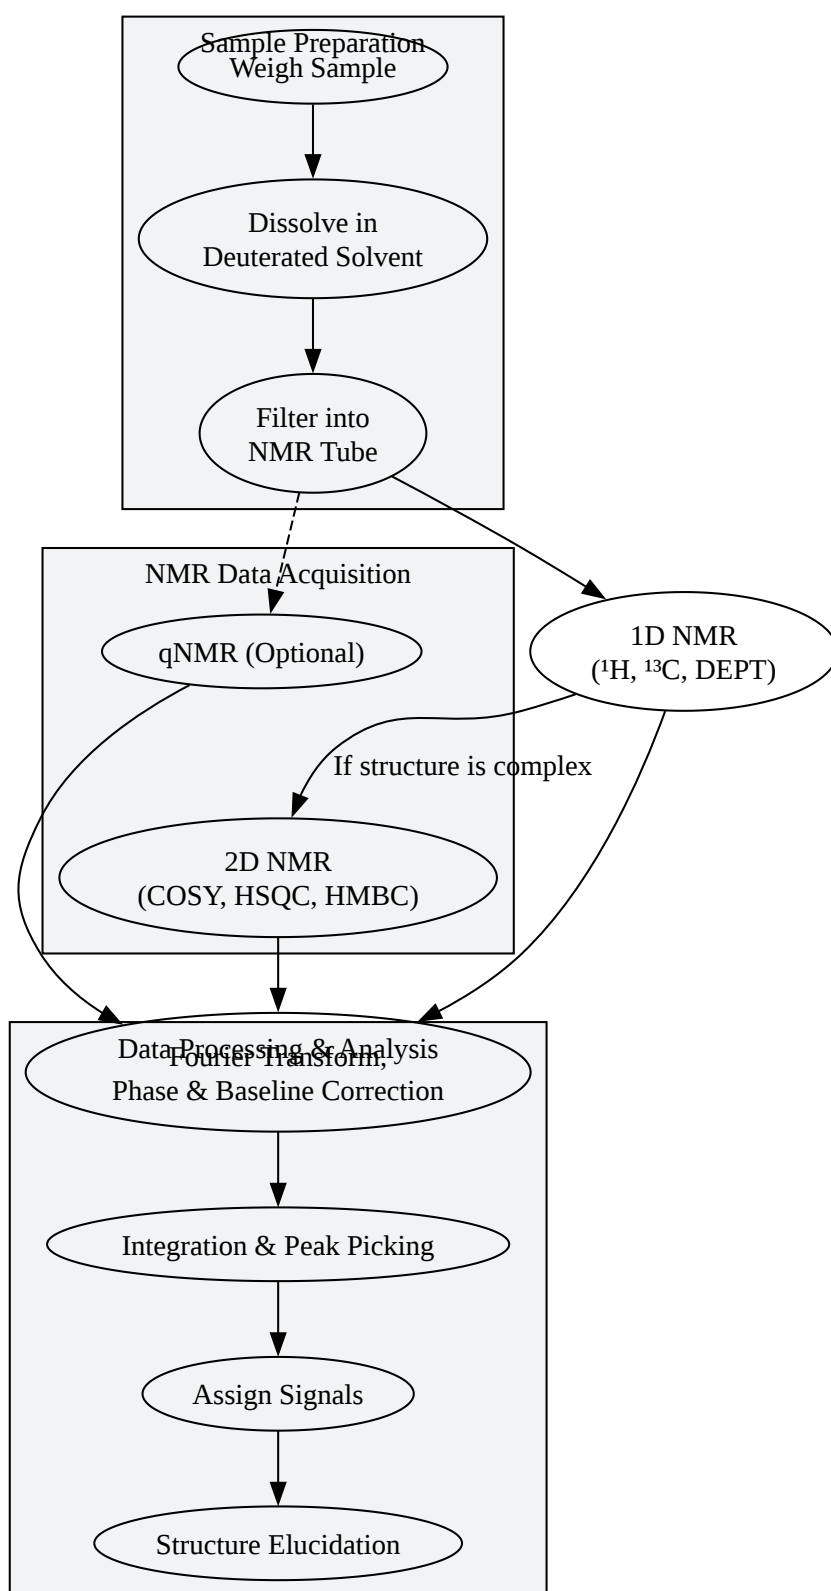 Sample Preparation
Weigh Sample
Dissolve in
Deuterated Solvent
Filter into
NMR Tube
NMR Data Acquisition
qNMR (Optional)
1D NMR
(¹H, ¹³C, DEPT)
If structure is complex
2D NMR
(COSY, HSQC, HMBC)
Data Processing & Analysis
Fourier Transform,
Phase & Baseline Correction
Integration & Peak Picking
Assign Signals
Structure Elucidation